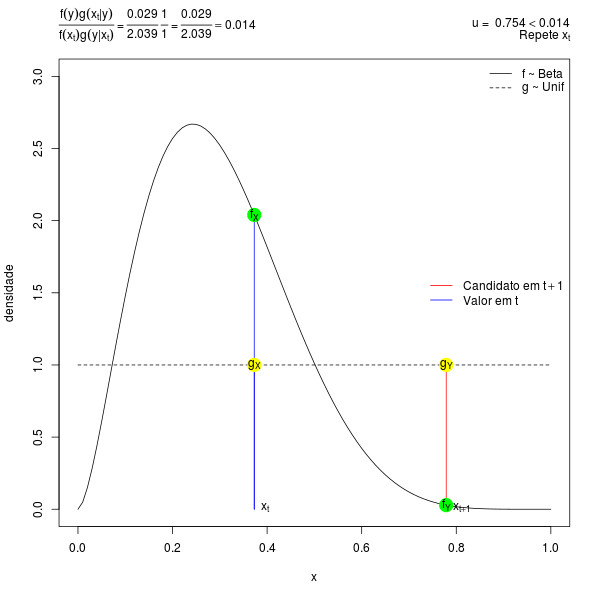 f(y)g(xₜ|y) / f(xₜ)g(y|xₜ) = 0.029 1 / 2.039 1 = 0.029 / 2.039 = 0.014
u = 0.754 < 0.014
Repete xₜ
f ~ Beta
g ~ Unif
3.0
2.5
2.0
1.5
1.0
0.5
0.0
densidade
fx
gX
gY
fY
xₜ
xₜ₊₁
Candidato em t+1
Valor em t
0.0 0.2 0.4 0.6 0.8 1.0
x